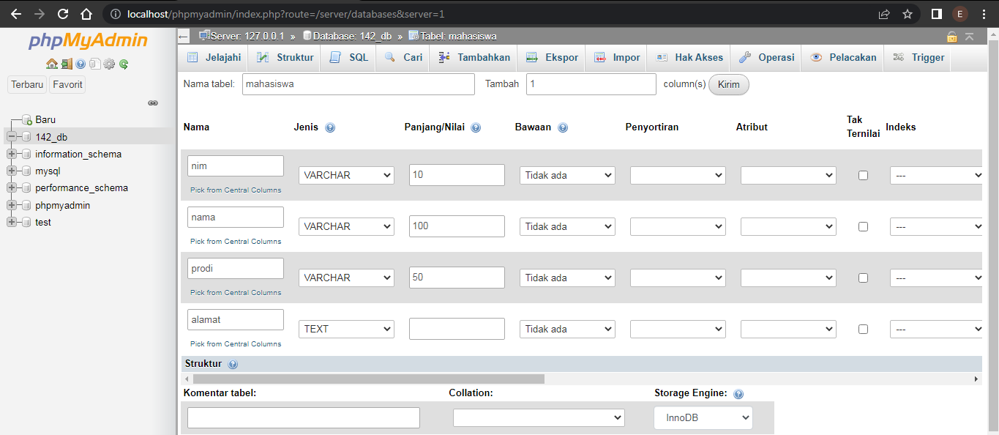 localhost/phpmyadmin/index.php?route=/server/databases&server=1
E
phpMyAdmin
Terbaru Favorit
Baru
142_db
information_schema
mysql
performance_schema
phpmyadmin
test
Server: 127.0.0.1 » Database: 142_db » Tabel: mahasiswa
Jelajahi Struktur SQL Cari Tambahkan Ekspor Impor Hak Akses Operasi Pelacakan Trigger
Nama tabel: mahasiswa Tambah 1 column(s) Kirim
Nama Jenis Panjang/Nilai Bawaan Penyortiran Atribut Tak Ternilai Indeks
nim VARCHAR 10 Tidak ada ---
Pick from Central Columns
nama VARCHAR 100 Tidak ada ---
Pick from Central Columns
prodi VARCHAR 50 Tidak ada ---
Pick from Central Columns
alamat TEXT Tidak ada ---
Pick from Central Columns
Struktur
Komentar tabel: Collation: Storage Engine:
InnoDB